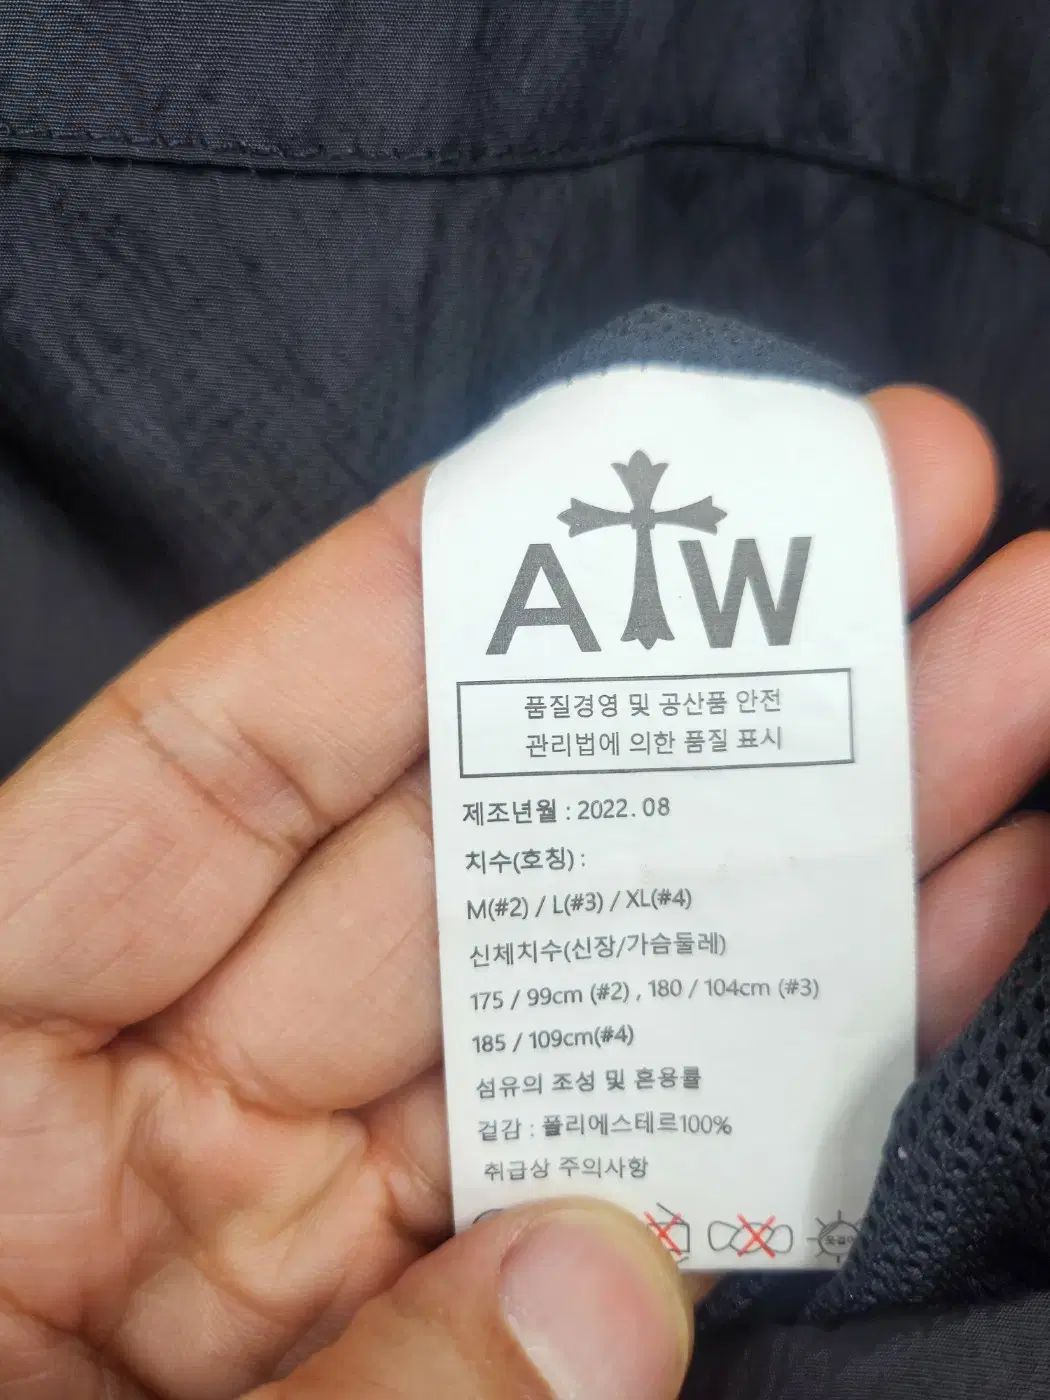 ATW
품질경영 및 공산품 안전
관리법에 의한 품질 표시
제조년월 : 2022. 08
치수(호칭) :
M(#2) / L(#3) / XL(#4)
신체치수(신장/가슴둘레)
175 / 99cm (#2) , 180 / 104cm (#3)
185 / 109cm(#4)
섬유의 조성 및 혼용률
겉감 : 폴리에스테르100%
취급상 주의사항